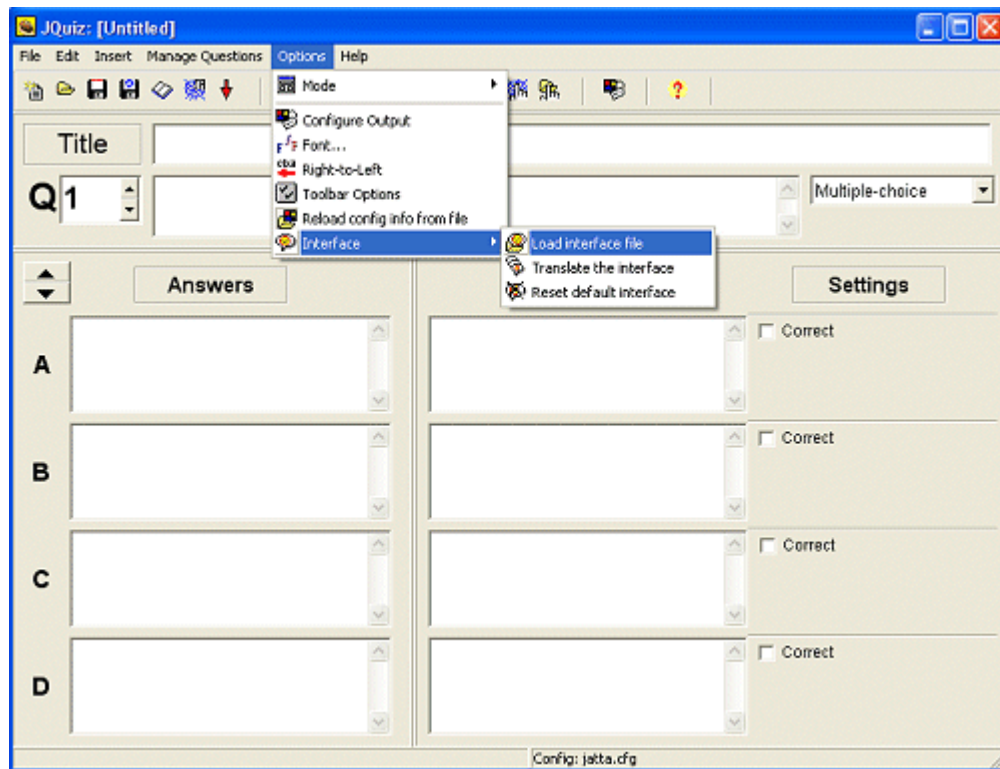 JQuiz: [Untitled]
File Edit Insert Manage Questions Options Help
Mode
Configure Output
Font...
Right-to-Left
Toolbar Options
Reload config info from file
Interface
Load interface file
Translate the interface
Reset default interface
Title
Q 1
Multiple-choice
Answers
Settings
A
Correct
B
Correct
C
Correct
D
Correct
Config: jatta.cfg